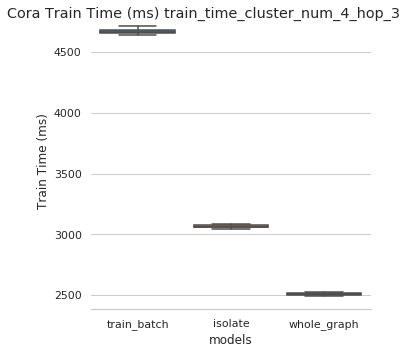 Cora Train Time (ms) train_time_cluster_num_4_hop_3
4500
4000
3500
3000
2500
Train Time (ms)
train_batch isolate whole_graph
models